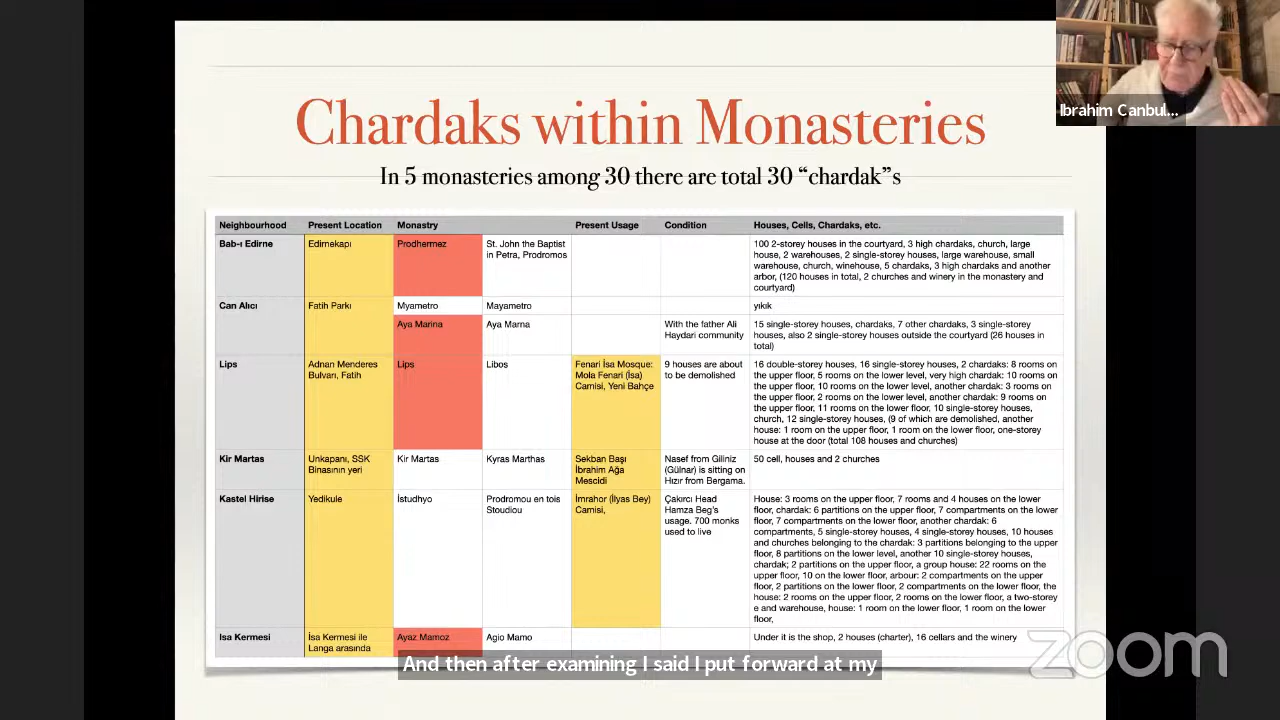 Ibrahim Canbul...
Chardaks within Monasteries
In 5 monasteries among 30 there are total 30 “chardak”s
Neighbourhood Present Location Monastry Present Usage Condition Houses, Cells, Chardaks, etc.
Bab-ı Edirne
Edirnekapı
Prodhermez
St. John the Baptist
in Petra, Prodromos
100 2-storey houses in the courtyard, 3 high chardaks, church, large
house, 2 warehouses, 2 single-storey houses, large warehouse, small
warehouse, church, winehouse, 5 chardaks, 3 high chardaks and another
arbor, (120 houses in total, 2 churches and winery in the monastery and
courtyard)
Can Alıcı
Fatih Parkı
Myametro
Mayametro
yıkık
Aya Marina
Aya Marna
With the father Ali
Haydari community
15 single-storey houses, chardaks, 7 other chardaks, 3 single-storey
houses, also 2 single-storey houses outside the courtyard (26 houses in
total)
Lips
Adnan Menderes
Bulvarı, Fatih
Lips
Libos
Fenari İsa Mosque:
Mola Fenari (İsa)
Camisi, Yeni Bahçe
9 houses are about
to be demolished
16 double-storey houses, 16 single-storey houses, 2 chardaks: 8 rooms on
the upper floor, 5 rooms on the lower level, very high chardak: 10 rooms on
the upper floor, 10 rooms on the lower level, another chardak: 3 rooms on
the upper floor, 2 rooms on the lower level, another chardak: 9 rooms on
the upper floor, 11 rooms on the lower floor, 10 single-storey houses,
church, 12 single-storey houses, (9 of which are demolished, another
house: 1 room on the upper floor, 1 room on the lower floor, one-storey
house at the door (total 108 houses and churches)
Kir Martas
Unkapanı, SSK
Binasının yeri
Kir Martas
Kyras Marthas
Sekban Başı
İbrahim Ağa
Mescidi
Nasef from Giliniz
(Gülnar) is sitting on
Hızır from Bergama.
50 cell, houses and 2 churches
Kastel Hirise
Yedikule
İstudhyo
Prodromou en tois
Stoudiou
İmrahor (İlyas Bey)
Camisi,
Çakırcı Head
Hamza Beg's
usage. 700 monks
used to live
House: 3 rooms on the upper floor, 7 rooms and 4 houses on the lower
floor, chardak: 6 partitions on the upper floor, 7 compartments on the lower
floor, 7 compartments on the lower floor, another chardak: 6
compartments, 5 single-storey houses, 4 single-storey houses, 10 houses
and churches belonging to the chardak: 3 partitions belonging to the upper
floor, 8 partitions on the lower level, another 10 single-storey houses,
chardak; 2 partitions on the upper floor, a group house: 22 rooms on the
upper floor, 10 on the lower floor, arbour: 2 compartments on the upper
floor, 2 partitions on the lower floor, 2 compartments on the lower floor, the
house: 2 rooms on the upper floor, 2 rooms on the lower floor, a two-storey
e and warehouse, house: 1 room on the lower floor, 1 room on the lower
floor,
Isa Kermesi
İsa Kermesi ile
Langa arasında
Ayaz Mamoz
Agio Mamo
Under it is the shop, 2 houses (charter), 16 cellars and the winery
And then after examining I said I put forward at my
zoom